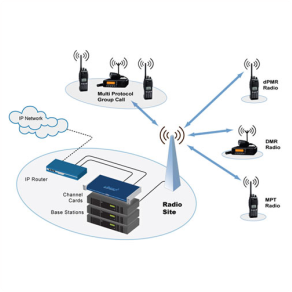 Multi Protocol
Group Call
dPMR
Radio
IP Network
DMR
Radio
IP Router
Channel
Cards
Radio
Site
Base Stations
MPT
Radio